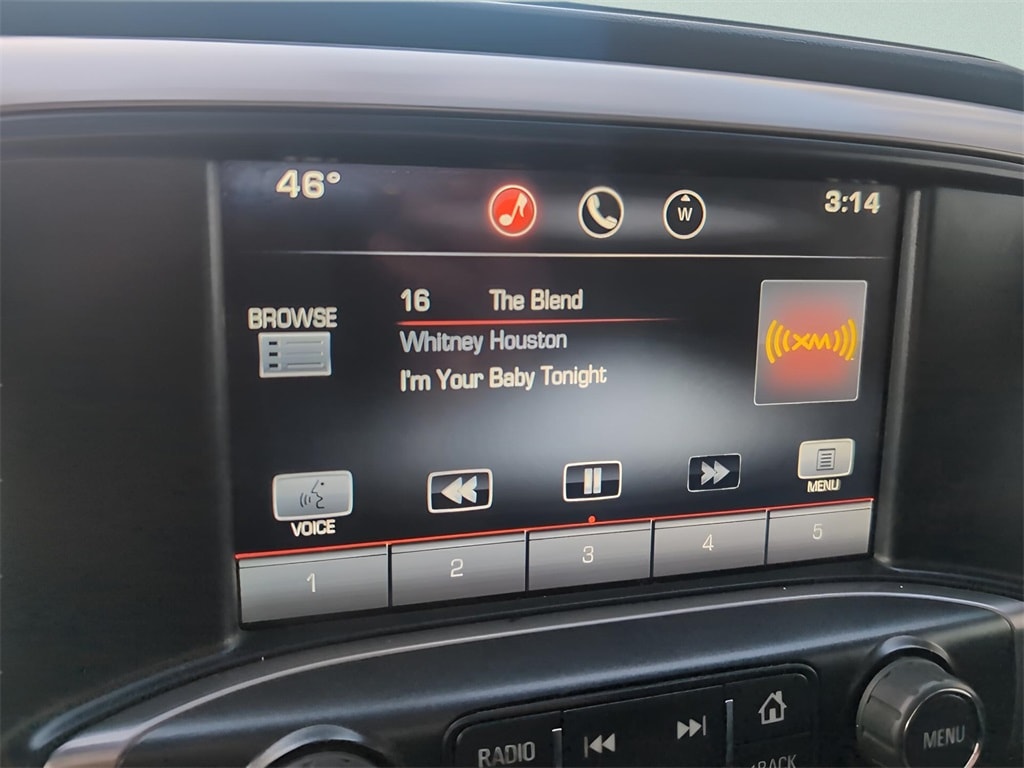 46° W 3:14
16 The Blend
BROWSE
Whitney Houston
I'm Your Baby Tonight
((((XM))))
VOICE MENU
1 2 3 4 5
RADIO MENU
BACK